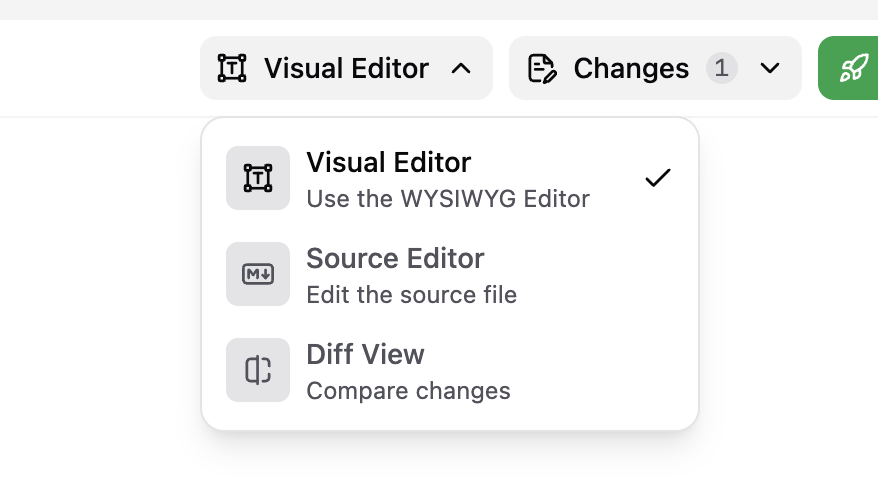 Visual Editor
Changes 1
Visual Editor
Use the WYSIWYG Editor
Source Editor
Edit the source file
Diff View
Compare changes